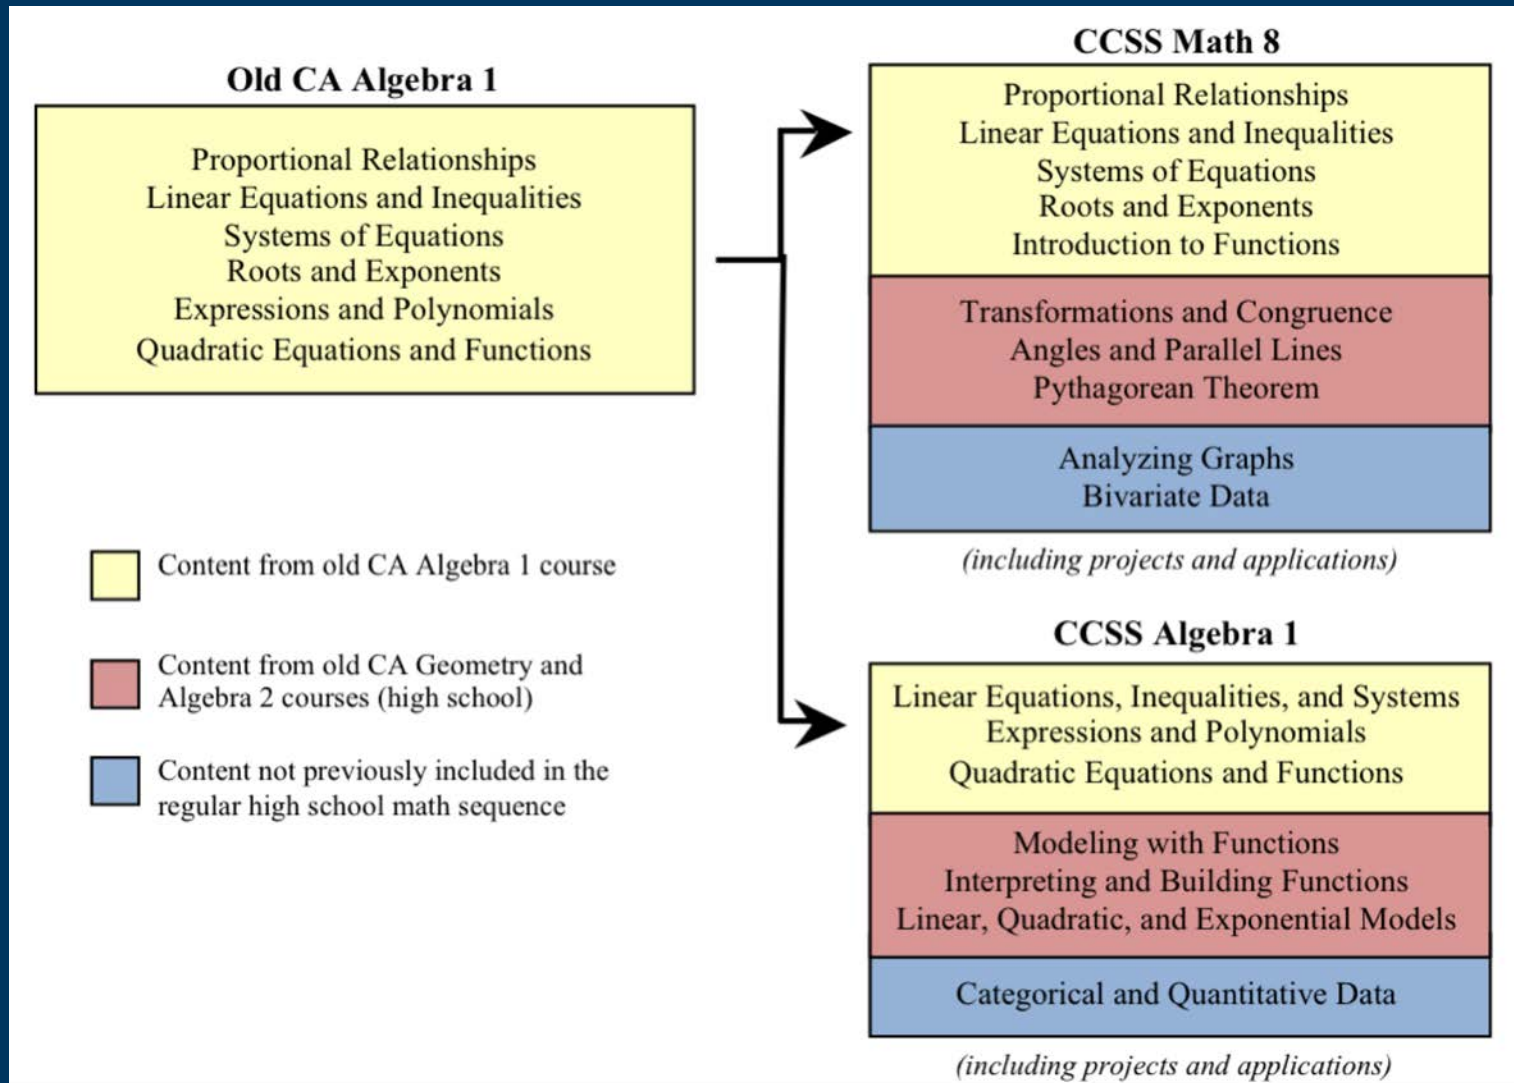 Old CA Algebra 1
Proportional Relationships
Linear Equations and Inequalities
Systems of Equations
Roots and Exponents
Expressions and Polynomials
Quadratic Equations and Functions
Content from old CA Algebra 1 course
Content from old CA Geometry and
Algebra 2 courses (high school)
Content not previously included in the
regular high school math sequence
CCSS Math 8
Proportional Relationships
Linear Equations and Inequalities
Systems of Equations
Roots and Exponents
Introduction to Functions
Transformations and Congruence
Angles and Parallel Lines
Pythagorean Theorem
Analyzing Graphs
Bivariate Data
(including projects and applications)
CCSS Algebra 1
Linear Equations, Inequalities, and Systems
Expressions and Polynomials
Quadratic Equations and Functions
Modeling with Functions
Interpreting and Building Functions
Linear, Quadratic, and Exponential Models
Categorical and Quantitative Data
(including projects and applications)